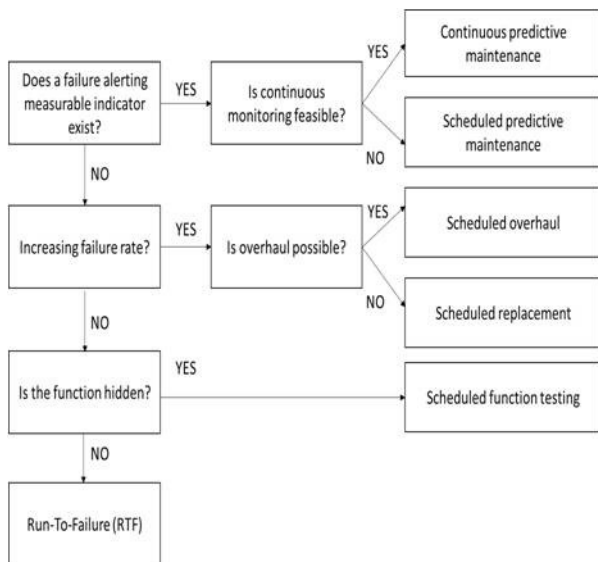 Does a failure alerting
measurable indicator
exist?
YES
Is continuous
monitoring feasible?
YES
Continuous predictive
maintenance
NO
Scheduled predictive
maintenance
NO
Increasing failure rate?
YES
Is overhaul possible?
YES
Scheduled overhaul
NO
Scheduled replacement
NO
Is the function hidden?
YES
Scheduled function testing
NO
Run-To-Failure (RTF)